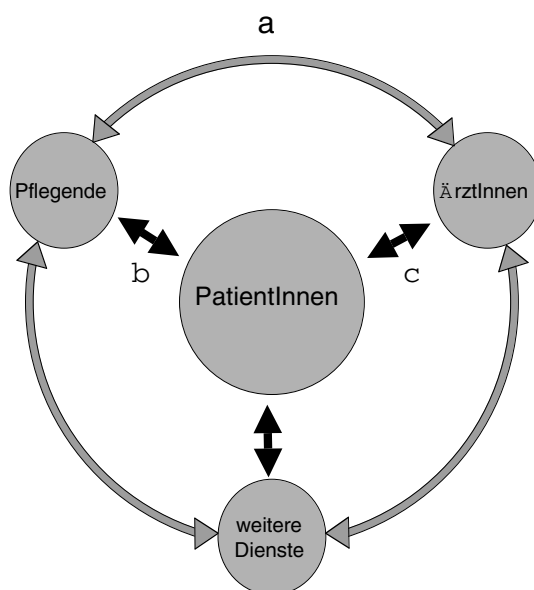 a
Pflegende
ÄrztInnen
b
PatientInnen
c
weitere
Dienste